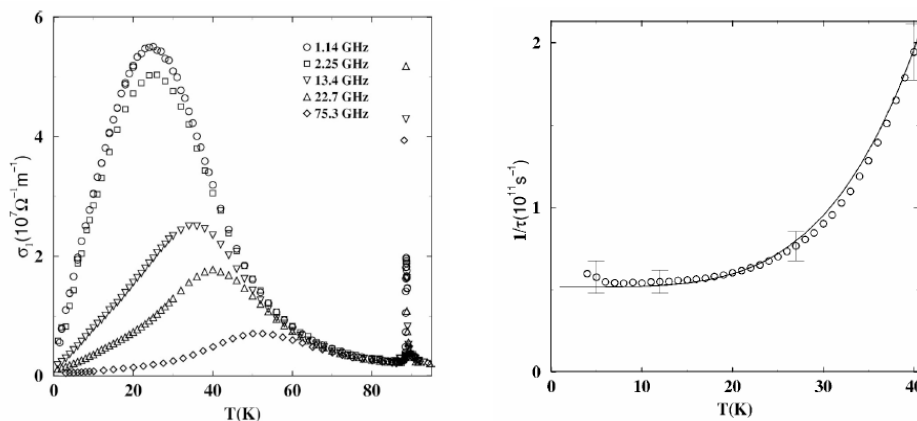 6
4
2
0
σ₁(10⁷Ω⁻¹m⁻¹)
1.14 GHz
2.25 GHz
13.4 GHz
22.7 GHz
75.3 GHz
0 20 40 60 80
T(K)
2
1
0
1/τ(10¹¹s⁻¹)
0 10 20 30 40
T(K)